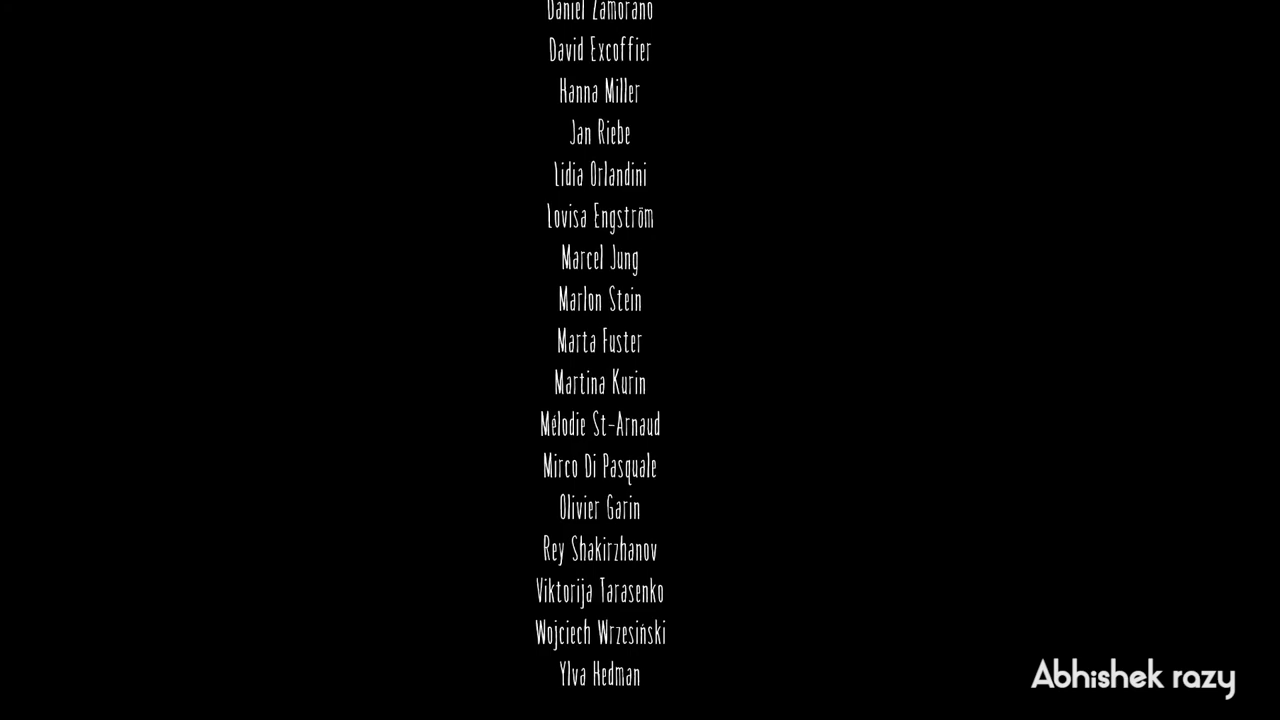 Daniel Zamorano
David Excoffier
Hanna Miller
Jan Riebe
Lidia Orlandini
Lovisa Engström
Marcel Jung
Marlon Stein
Marta Fuster
Martina Kurin
Mélodie St-Arnaud
Mirco Di Pasquale
Olivier Garin
Rey Shakirzhanov
Viktorija Tarasenko
Wojciech Wrzesiński
Ylva Hedman
Abhishek razy